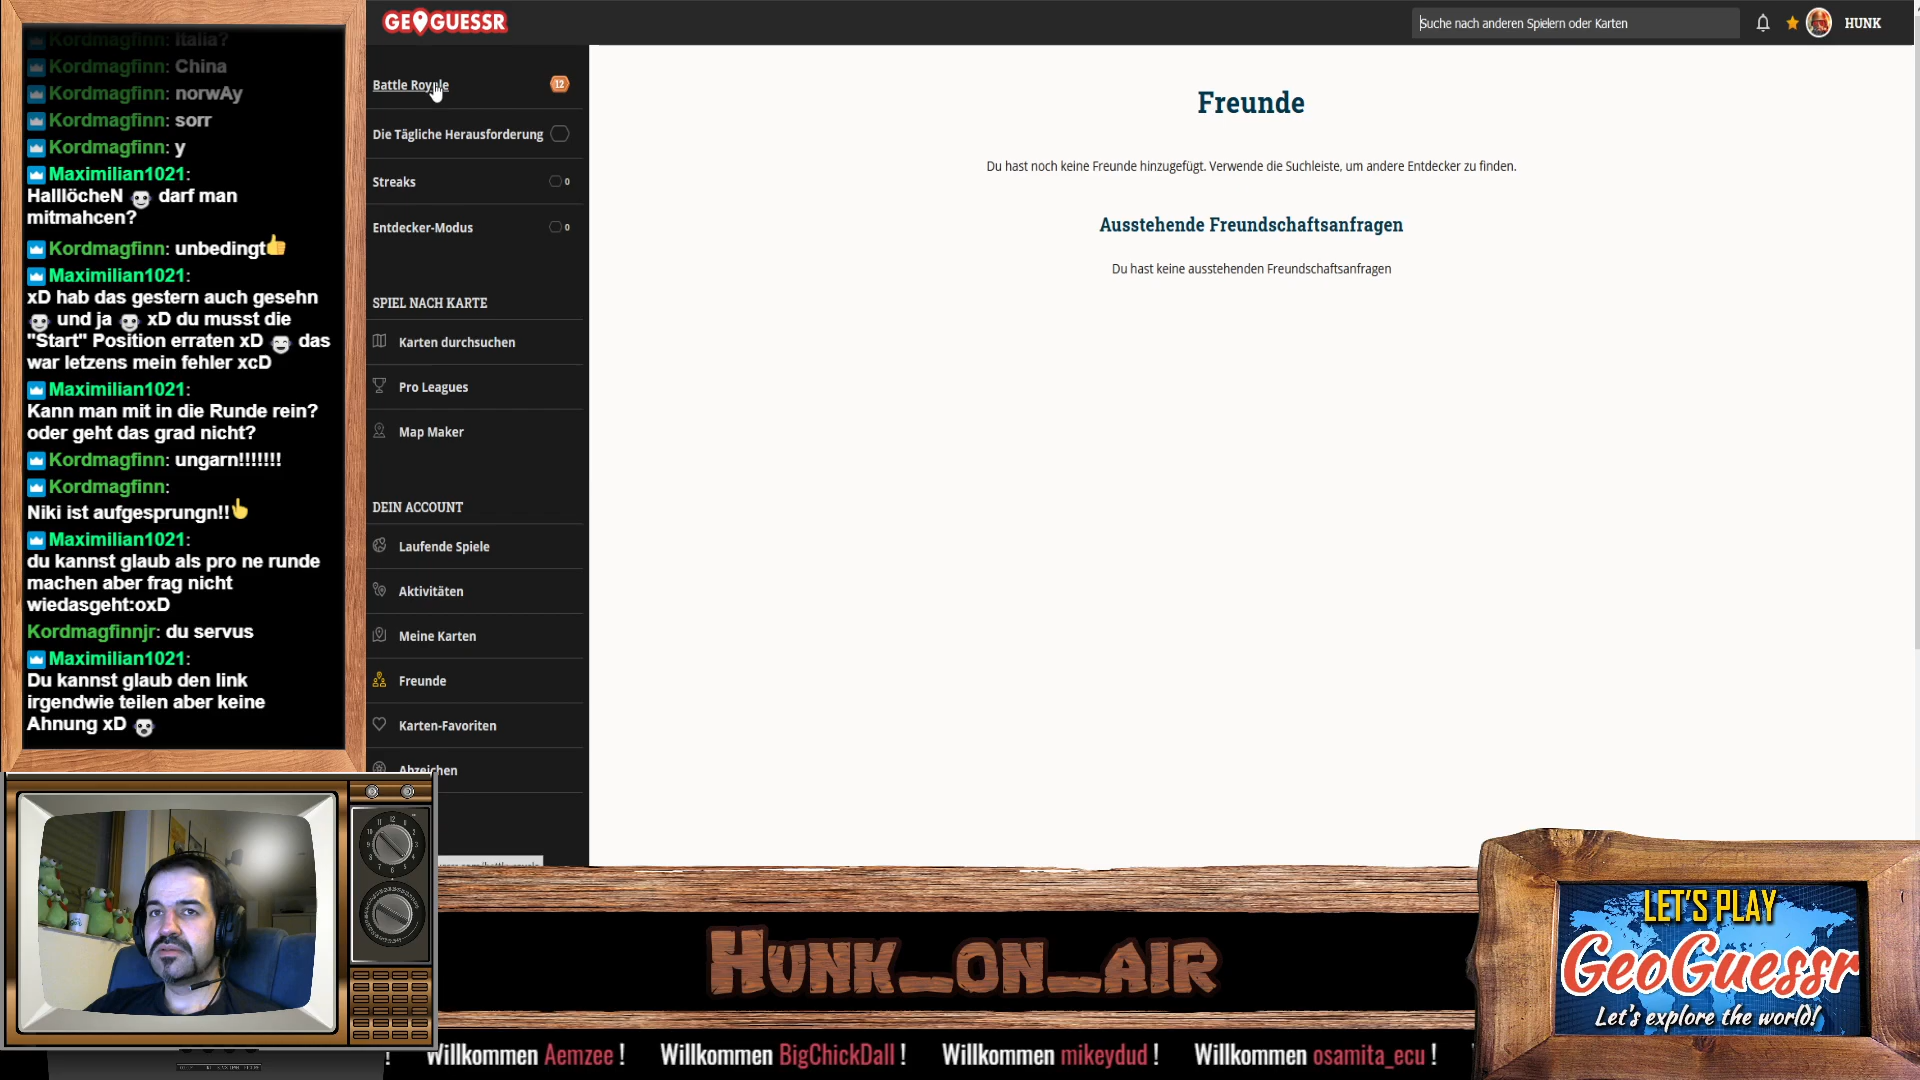 Kordmagfinn: Italia?
Kordmagfinn: China
Kordmagfinn: norwAy
Kordmagfinn: sorr
Kordmagfinn: y
Maximilian1021:
HalllöcheN darf man
mitmahcen?
Kordmagfinn: unbedingt👍
Maximilian1021:
xD hab das gestern auch gesehn
und ja xD du musst die
"Start" Position erraten xD das
war letzens mein fehler xcD
Maximilian1021:
Kann man mit in die Runde rein?
oder geht das grad nicht?
Kordmagfinn: ungarn!!!!!!!
Kordmagfinn:
Niki ist aufgesprungn!!👆
Maximilian1021:
du kannst glaub als pro ne runde
machen aber frag nicht
wiedasgeht:oxD
Kordmagfinnjr: du servus
Maximilian1021:
Du kannst glaub den link
irgendwie teilen aber keine
Ahnung xD
GEOGUESSR
Suche nach anderen Spielern oder Karten
HUNK
Battle Royale
12
Die Tägliche Herausforderung
Streaks
0
Entdecker-Modus
0
SPIEL NACH KARTE
Karten durchsuchen
Pro Leagues
Map Maker
DEIN ACCOUNT
Laufende Spiele
Aktivitäten
Meine Karten
Freunde
Karten-Favoriten
Abzeichen
Freunde
Du hast noch keine Freunde hinzugefügt. Verwende die Suchleiste, um andere Entdecker zu finden.
Ausstehende Freundschaftsanfragen
Du hast keine ausstehenden Freundschaftsanfragen
HUNK_ON_AIR
LET'S PLAY
GeoGuessr
Let's explore the world!
! Willkommen Aemzee ! Willkommen BigChickDall ! Willkommen mikeydud ! Willkommen osamita_ecu !